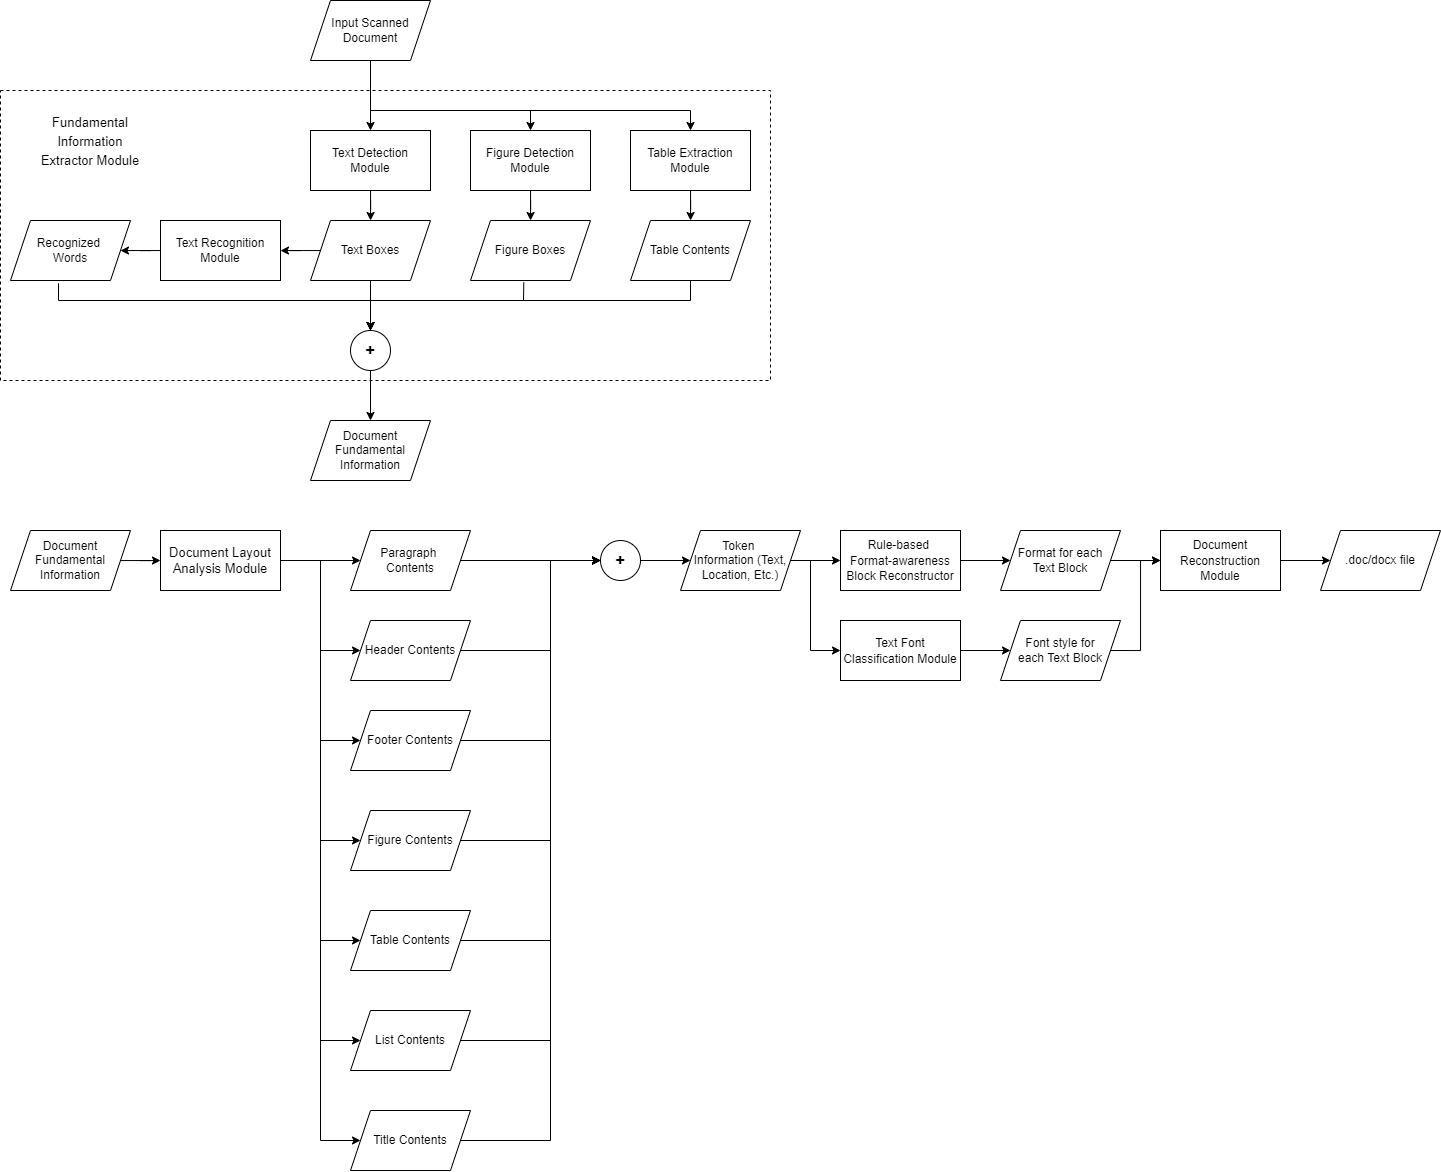 Input Scanned
Document
Fundamental
Information
Extractor Module
Text Detection
Module
Figure Detection
Module
Table Extraction
Module
Recognized
Words
Text Recognition
Module
Text Boxes
Figure Boxes
Table Contents
+
Document
Fundamental
Information
Document
Fundamental
Information
Document Layout
Analysis Module
Paragraph
Contents
+
Token
Information (Text,
Location, Etc.)
Rule-based
Format-awareness
Block Reconstructor
Format for each
Text Block
Document
Reconstruction
Module
.doc/docx file
Header Contents
Text Font
Classification Module
Font style for
each Text Block
Footer Contents
Figure Contents
Table Contents
List Contents
Title Contents